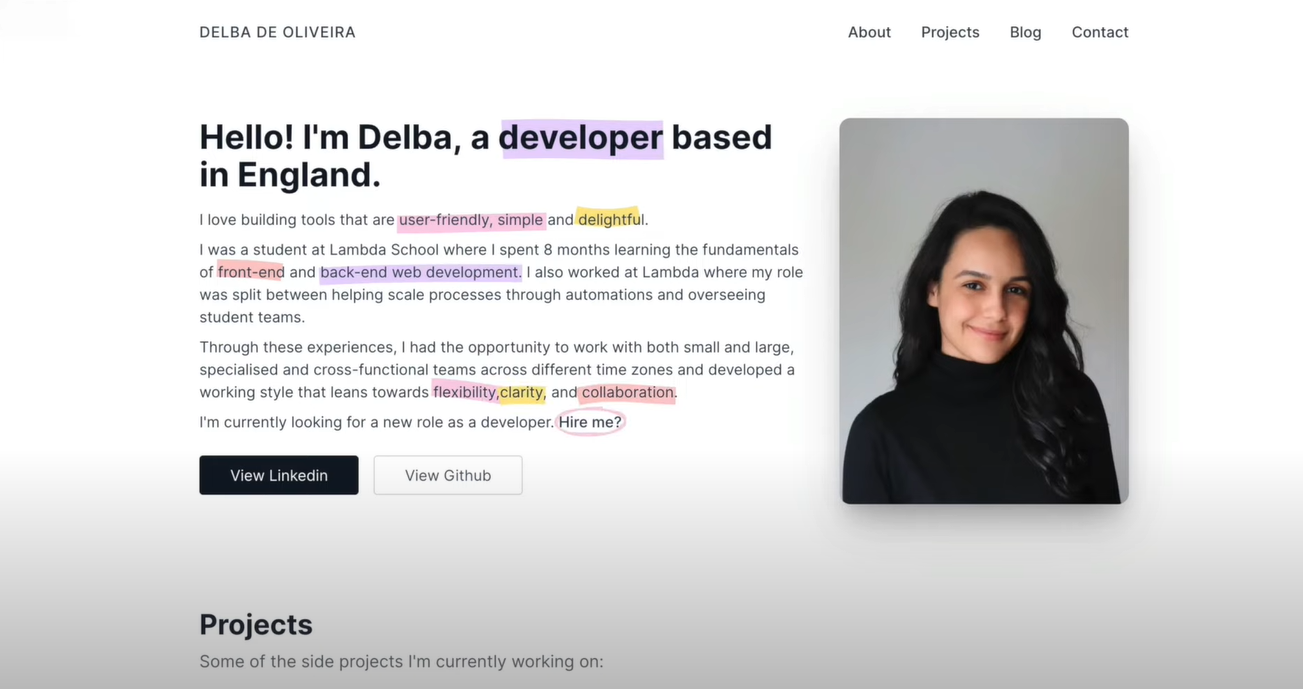 DELBA DE OLIVEIRA
About Projects Blog Contact
Hello! I'm Delba, a developer based
in England.
I love building tools that are user-friendly, simple and delightful.
I was a student at Lambda School where I spent 8 months learning the fundamentals
of front-end and back-end web development. I also worked at Lambda where my role
was split between helping scale processes through automations and overseeing
student teams.
Through these experiences, I had the opportunity to work with both small and large,
specialised and cross-functional teams across different time zones and developed a
working style that leans towards flexibility,clarity, and collaboration.
I'm currently looking for a new role as a developer. Hire me?
View Linkedin
View Github
Projects
Some of the side projects I'm currently working on: